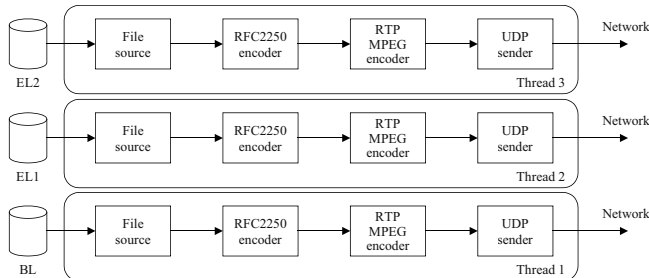 File
source
RFC2250
encoder
RTP
MPEG
encoder
UDP
sender
Network
EL2
Thread 3
File
source
RFC2250
encoder
RTP
MPEG
encoder
UDP
sender
Network
EL1
Thread 2
File
source
RFC2250
encoder
RTP
MPEG
encoder
UDP
sender
Network
BL
Thread 1